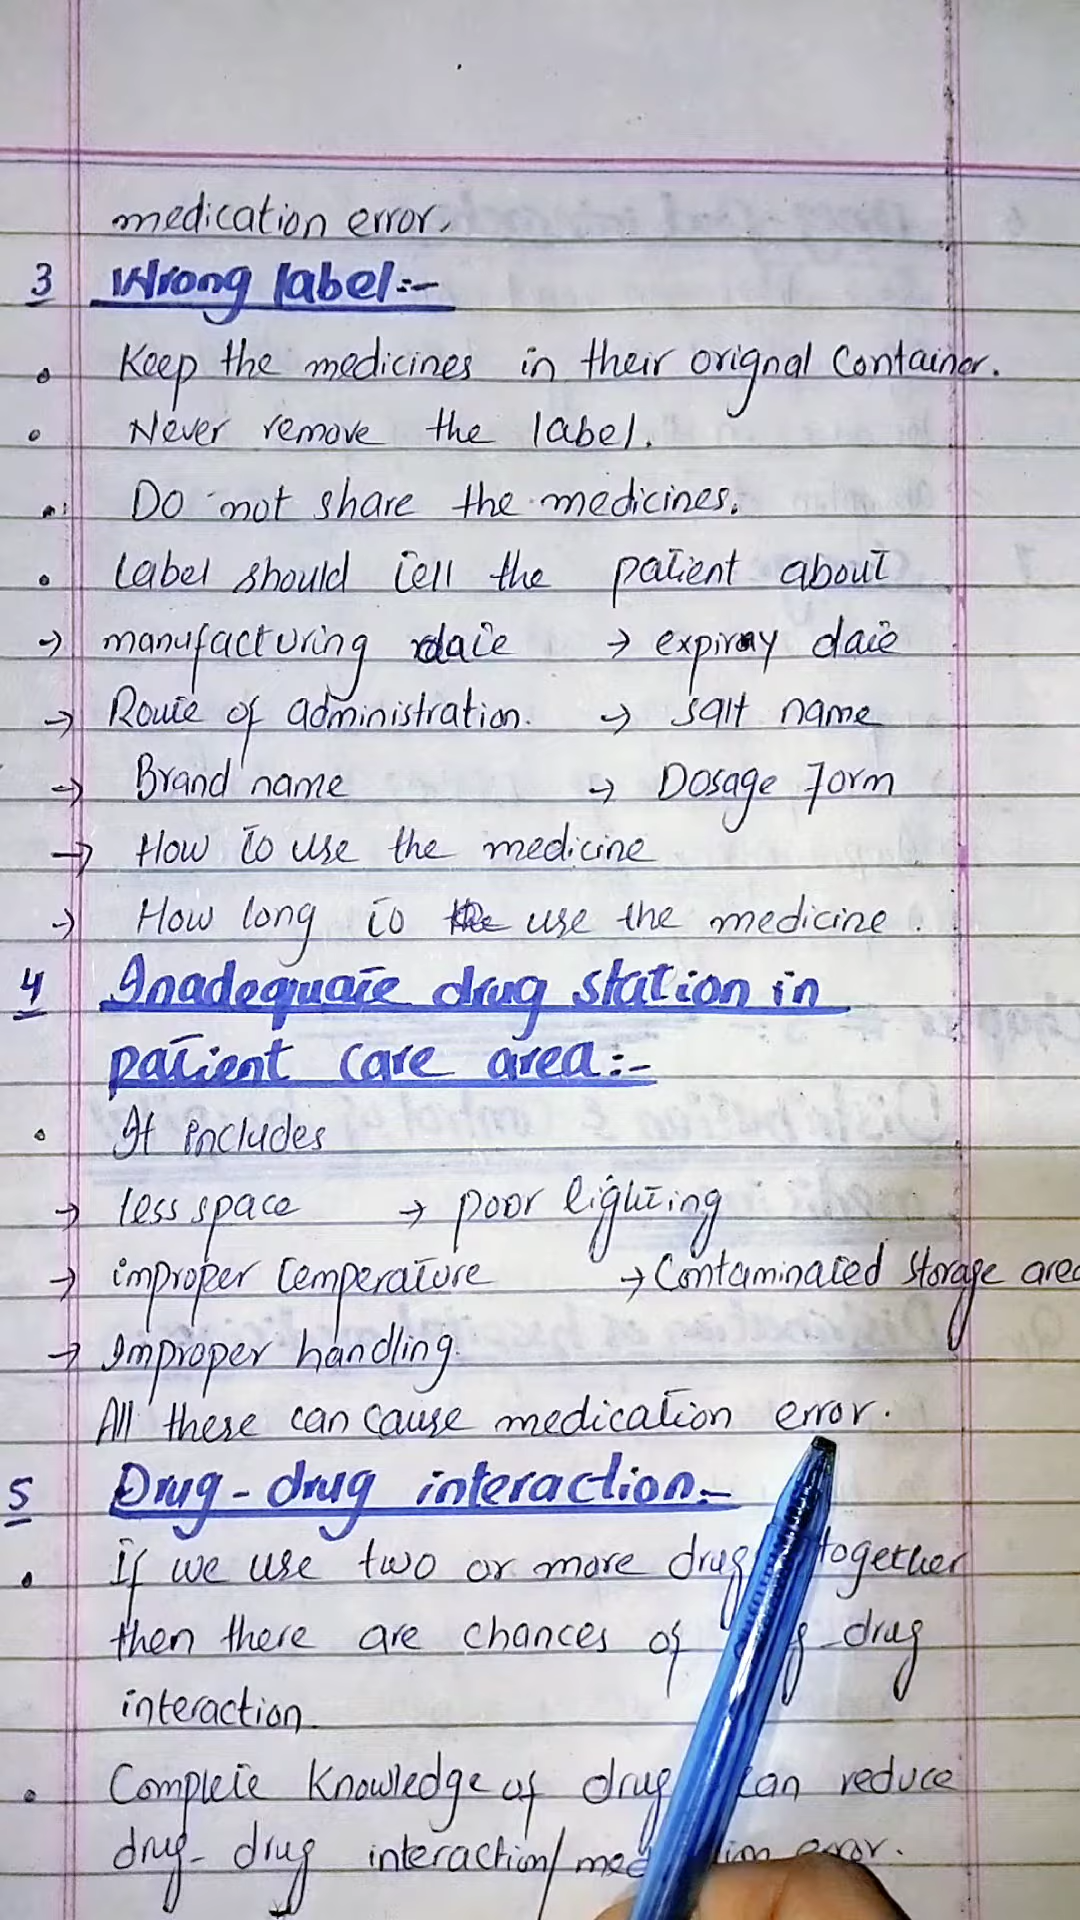 medication error.
3 Wrong label:-
• Keep the medicines in their orignal Container.
• Never remove the label.
• Do not share the medicines.
• Label should tell the patient about
→ manufacturing date → expiray date
→ Route of administration. → salt name
→ Brand name → Dosage form
→ How to use the medicine
→ How long to use the medicine.
4 Inadequate drug station in
patient care area:-
• It includes
→ less space → poor lighting
→ improper temperature → Contaminated storage area
→ Improper handling.
All these can cause medication error.
5 Drug-drug interaction:-
• If we use two or more drug together
then there are chances of drug
interaction.
• Complete Knowledge of drug can reduce
drug-drug interaction/ error.